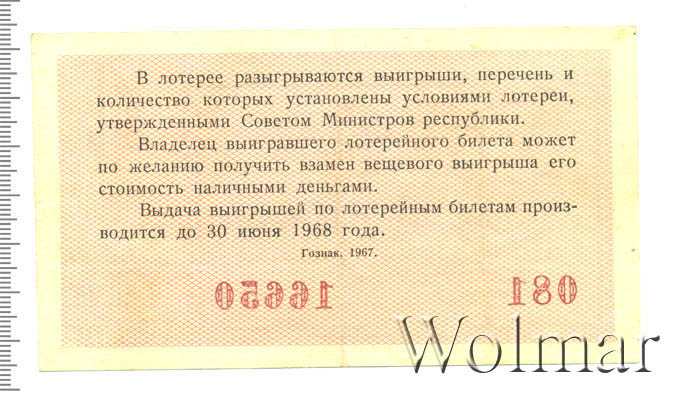 В лотерее разыгрываются выигрыши, перечень и
количество которых установлены условиями лотереи,
утвержденными Советом Министров республики.
Владелец выигравшего лотерейного билета может
по желанию получить взамен вещевого выигрыша его
стоимость наличными деньгами.
Выдача выигрышей по лотерейным билетам произ-
водится до 30 июня 1968 года.
Гознак. 1967.
16650 081
Wolmar